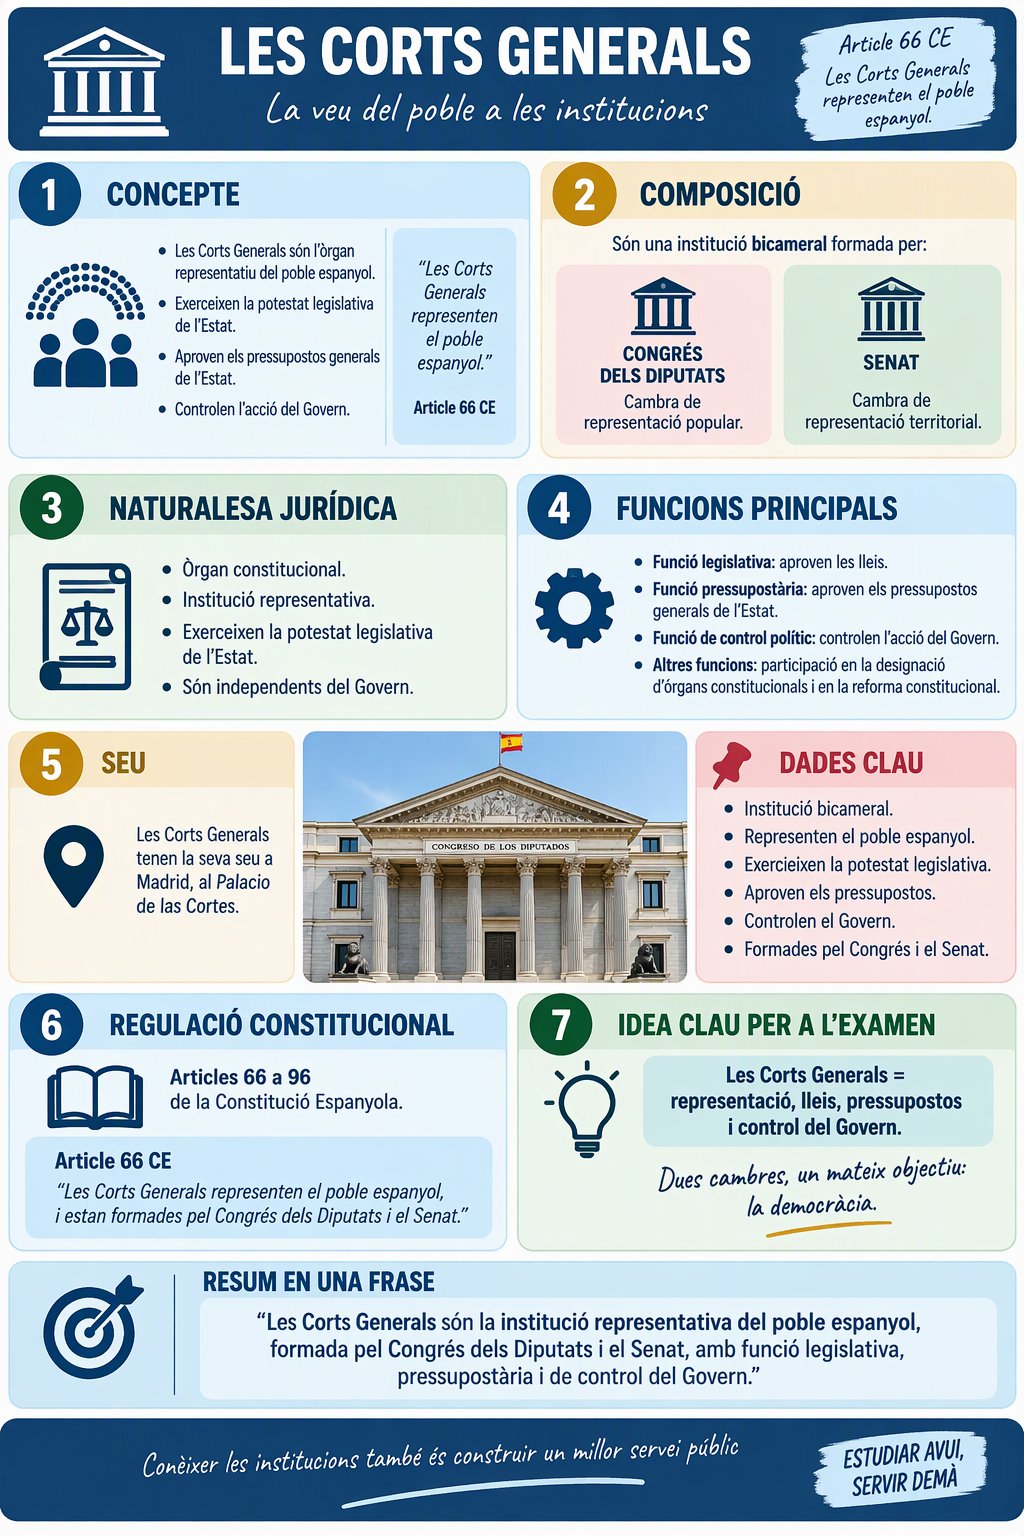 LES CORTS GENERALS
La veu del poble a les institucions
Article 66 CE
Les Corts Generals
representen el poble
espanyol.
1
CONCEPTE
• Les Corts Generals són l'òrgan
representatiu del poble espanyol.
• Exerceixen la potestat legislativa
de l'Estat.
• Aproven els pressupostos generals
de l'Estat.
• Controlen l'acció del Govern.
“Les Corts
Generals
representen
el poble
espanyol.”
Article 66 CE
2
COMPOSICIÓ
Són una institució bicameral formada per:
CONGRÉS
DELS DIPUTATS
Cambra de
representació popular.
SENAT
Cambra de
representació territorial.
3
NATURALESA JURÍDICA
• Òrgan constitucional.
• Institució representativa.
• Exerceixen la potestat legislativa
de l'Estat.
• Són independents del Govern.
4
FUNCIONS PRINCIPALS
• Funció legislativa: aproven les lleis.
• Funció pressupostària: aproven els pressupostos
generals de l'Estat.
• Funció de control polític: controlen l'acció del Govern.
• Altres funcions: participació en la designació
d'òrgans constitucionals i en la reforma constitucional.
5
SEU
Les Corts Generals
tenen la seva seu a
Madrid, al Palacio
de las Cortes.
CONGRESO DE LOS DIPUTADOS
DADES CLAU
• Institució bicameral.
• Representen el poble espanyol.
• Exercieixen la potestat legislativa.
• Aproven els pressupostos.
• Controlen el Govern.
• Formades pel Congrés i el Senat.
6
REGULACIÓ CONSTITUCIONAL
Articles 66 a 96
de la Constitució Espanyola.
Article 66 CE
“Les Corts Generals representen el poble espanyol,
i estan formades pel Congrés dels Diputats i el Senat.”
7
IDEA CLAU PER A L'EXAMEN
Les Corts Generals =
representació, lleis, pressupostos
i control del Govern.
Dues cambres, un mateix objectiu:
la democràcia.
RESUM EN UNA FRASE
“Les Corts Generals són la institució representativa del poble espanyol,
formada pel Congrés dels Diputats i el Senat, amb funció legislativa,
pressupostària i de control del Govern.”
Conèixer les institucions també és construir un millor servei públic
ESTUDIAR AVUI,
SERVIR DEMÀ